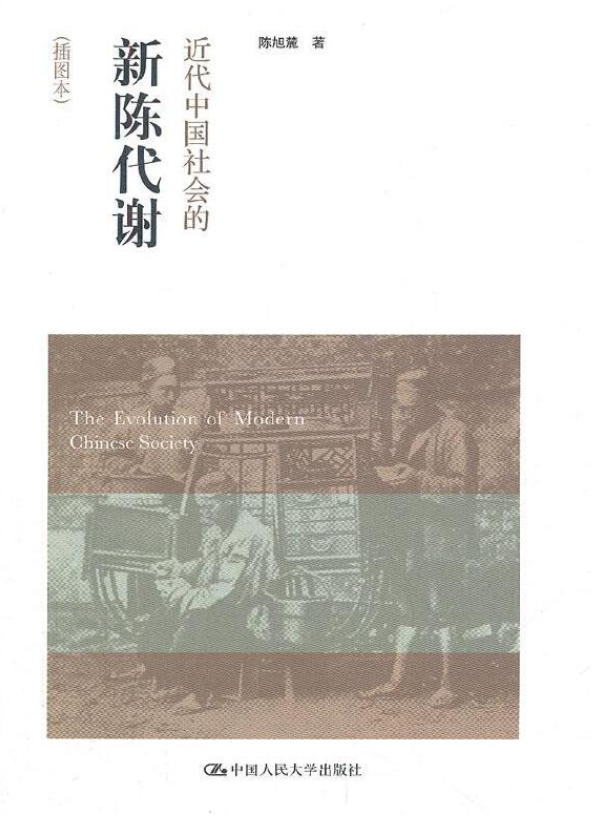 陈旭麓 著
近代中国社会的
新陈代谢
（插图本）
The Evolution of Modern
Chinese Society
中国人民大学出版社